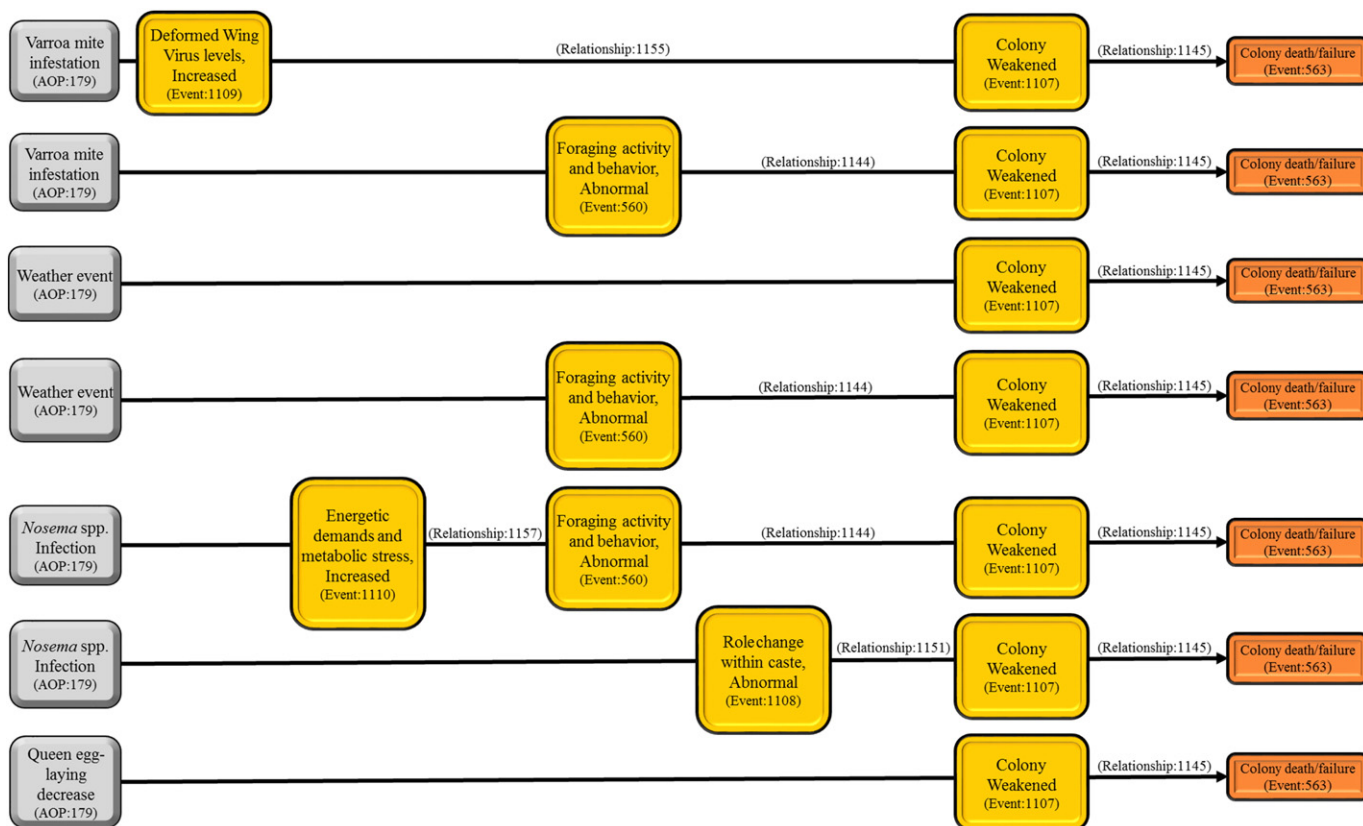 Varroa mite
infestation
(AOP:179)
Deformed Wing
Virus levels,
Increased
(Event:1109)
(Relationship:1155)
Colony
Weakened
(Event:1107)
(Relationship:1145)
Colony death/failure
(Event:563)
Varroa mite
infestation
(AOP:179)
Foraging activity
and behavior,
Abnormal
(Event:560)
(Relationship:1144)
Colony
Weakened
(Event:1107)
(Relationship:1145)
Colony death/failure
(Event:563)
Weather event
(AOP:179)
Colony
Weakened
(Event:1107)
(Relationship:1145)
Colony death/failure
(Event:563)
Weather event
(AOP:179)
Foraging activity
and behavior,
Abnormal
(Event:560)
(Relationship:1144)
Colony
Weakened
(Event:1107)
(Relationship:1145)
Colony death/failure
(Event:563)
Nosema spp.
Infection
(AOP:179)
Energetic
demands and
metabolic stress,
Increased
(Event:1110)
(Relationship:1157)
Foraging activity
and behavior,
Abnormal
(Event:560)
(Relationship:1144)
Colony
Weakened
(Event:1107)
(Relationship:1145)
Colony death/failure
(Event:563)
Nosema spp.
Infection
(AOP:179)
Role change
within caste,
Abnormal
(Event:1108)
(Relationship:1151)
Colony
Weakened
(Event:1107)
(Relationship:1145)
Colony death/failure
(Event:563)
Queen egg-
laying
decrease
(AOP:179)
Colony
Weakened
(Event:1107)
(Relationship:1145)
Colony death/failure
(Event:563)